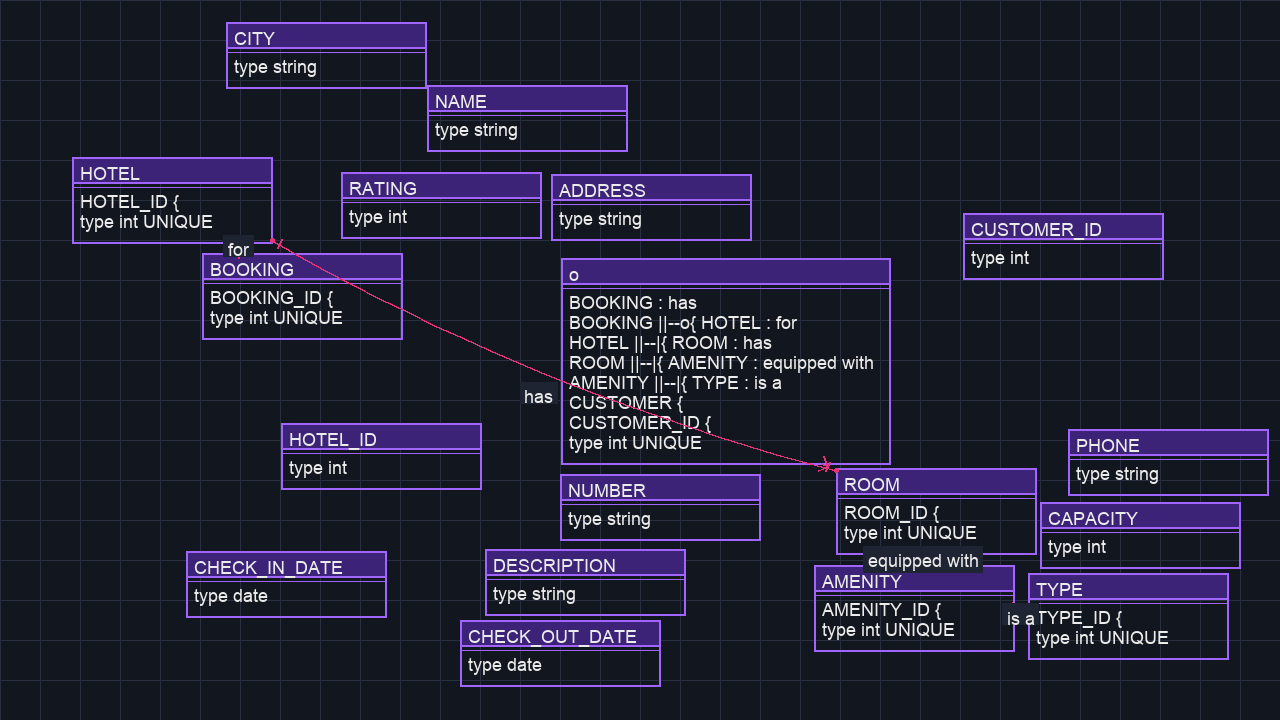 CITY
type string
NAME
type string
HOTEL
HOTEL_ID {
type int UNIQUE
RATING
type int
ADDRESS
type string
CUSTOMER_ID
type int
for
BOOKING
BOOKING_ID {
type int UNIQUE
o
BOOKING : has
BOOKING ||--o{ HOTEL : for
HOTEL ||--|{ ROOM : has
ROOM ||--|{ AMENITY : equipped with
AMENITY ||--|{ TYPE : is a
CUSTOMER {
CUSTOMER_ID {
type int UNIQUE
has
HOTEL_ID
type int
PHONE
type string
NUMBER
type string
ROOM
ROOM_ID {
type int UNIQUE
CAPACITY
type int
equipped with
CHECK_IN_DATE
type date
DESCRIPTION
type string
AMENITY
AMENITY_ID {
type int UNIQUE
is a
TYPE
TYPE_ID {
type int UNIQUE
CHECK_OUT_DATE
type date